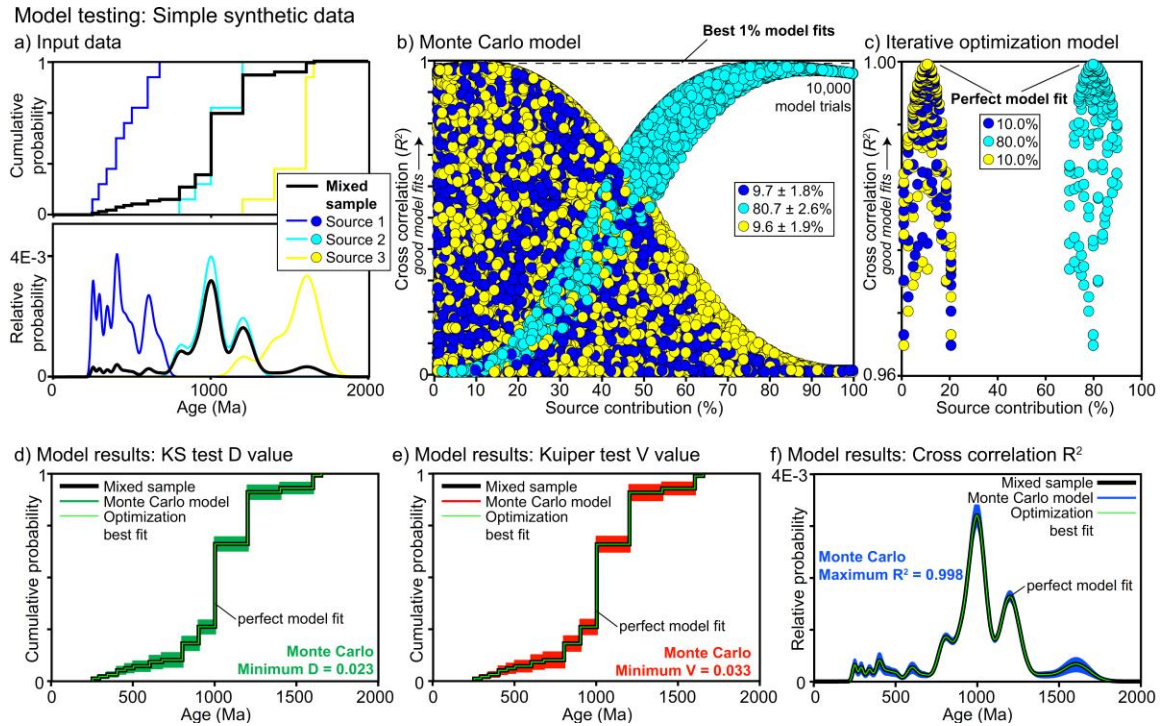 Model testing: Simple synthetic data
a) Input data
1
Cumulative
probability
0
Mixed
sample
Source 1
Source 2
Source 3
4E-3
Relative
probability
0
0
1000
2000
Age (Ma)
b) Monte Carlo model
Best 1% model fits
1
Cross correlation (R²)
good model fits
10,000
model trials
9.7 ± 1.8%
80.7 ± 2.6%
9.6 ± 1.9%
0
0 10 20 30 40 50 60 70 80 90 100
Source contribution (%)
c) Iterative optimization model
1.00
Perfect model fit
10.0%
80.0%
10.0%
Cross correlation (R²)
good model fits
0.96
0 20 40 60 80 100
Source contribution (%)
d) Model results: KS test D value
1
Mixed sample
Monte Carlo model
Optimization
best fit
Cumulative probability
perfect model fit
Monte Carlo
Minimum D = 0.023
0
0 500 1000 1500 2000
Age (Ma)
e) Model results: Kuiper test V value
1
Mixed sample
Monte Carlo model
Optimization
best fit
Cumulative probability
perfect model fit
Monte Carlo
Minimum V = 0.033
0
0 500 1000 1500 2000
Age (Ma)
f) Model results: Cross correlation R²
4E-3
Mixed sample
Monte Carlo model
Optimization
best fit
Relative probability
Monte Carlo
Maximum R² = 0.998
perfect model fit
0
0 500 1000 1500 2000
Age (Ma)